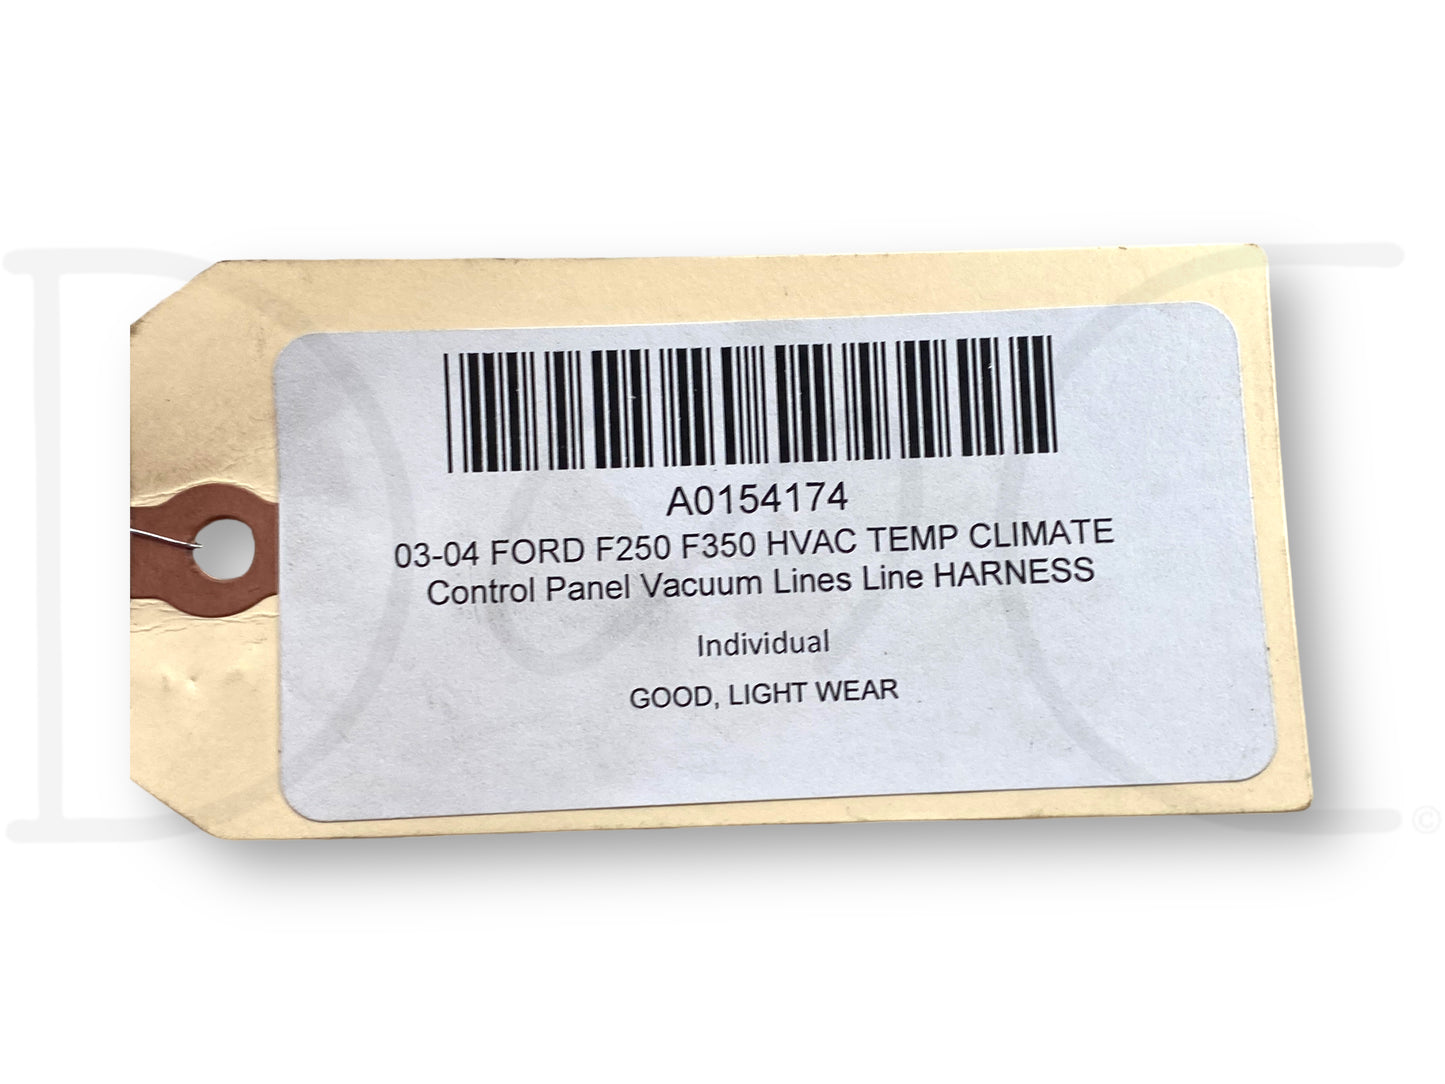 A0154174
03-04 FORD F250 F350 HVAC TEMP CLIMATE
Control Panel Vacuum Lines Line HARNESS
Individual
GOOD, LIGHT WEAR
©